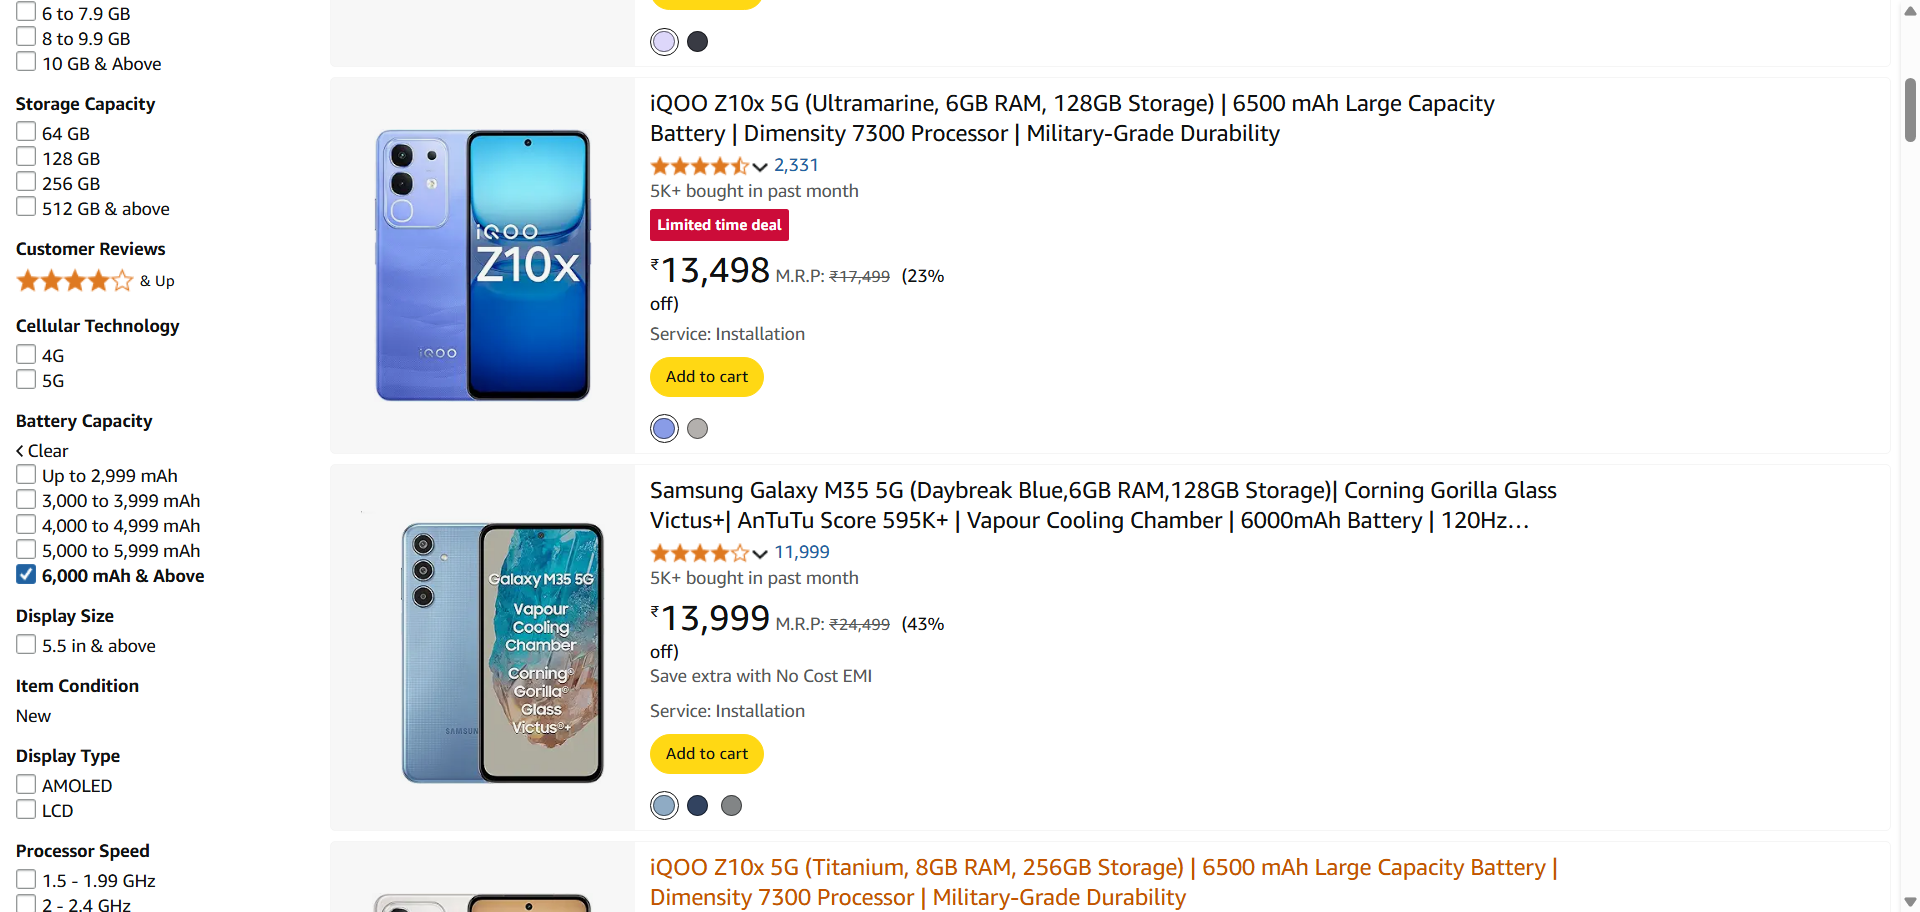 6 to 7.9 GB
8 to 9.9 GB
10 GB & Above
Storage Capacity
64 GB
128 GB
256 GB
512 GB & above
Customer Reviews
& Up
Cellular Technology
4G
5G
Battery Capacity
Clear
Up to 2,999 mAh
3,000 to 3,999 mAh
4,000 to 4,999 mAh
5,000 to 5,999 mAh
6,000 mAh & Above
Display Size
5.5 in & above
Item Condition
New
Display Type
AMOLED
LCD
Processor Speed
1.5 - 1.99 GHz
2 - 2.4 GHz
iQOO
iQOO
Z10x
iQOO Z10x 5G (Ultramarine, 6GB RAM, 128GB Storage) | 6500 mAh Large Capacity
Battery | Dimensity 7300 Processor | Military-Grade Durability
2,331
5K+ bought in past month
Limited time deal
₹13,498 M.R.P: ₹17,499 (23%
off)
Service: Installation
Add to cart
SAMSUN
Galaxy M35 5G
Vapour
Cooling
Chamber
Corning®
Gorilla®
Glass
Victus®+
Samsung Galaxy M35 5G (Daybreak Blue,6GB RAM,128GB Storage)| Corning Gorilla Glass
Victus+| AnTuTu Score 595K+ | Vapour Cooling Chamber | 6000mAh Battery | 120Hz…
11,999
5K+ bought in past month
₹13,999 M.R.P: ₹24,499 (43%
off)
Save extra with No Cost EMI
Service: Installation
Add to cart
iQOO Z10x 5G (Titanium, 8GB RAM, 256GB Storage) | 6500 mAh Large Capacity Battery |
Dimensity 7300 Processor | Military-Grade Durability